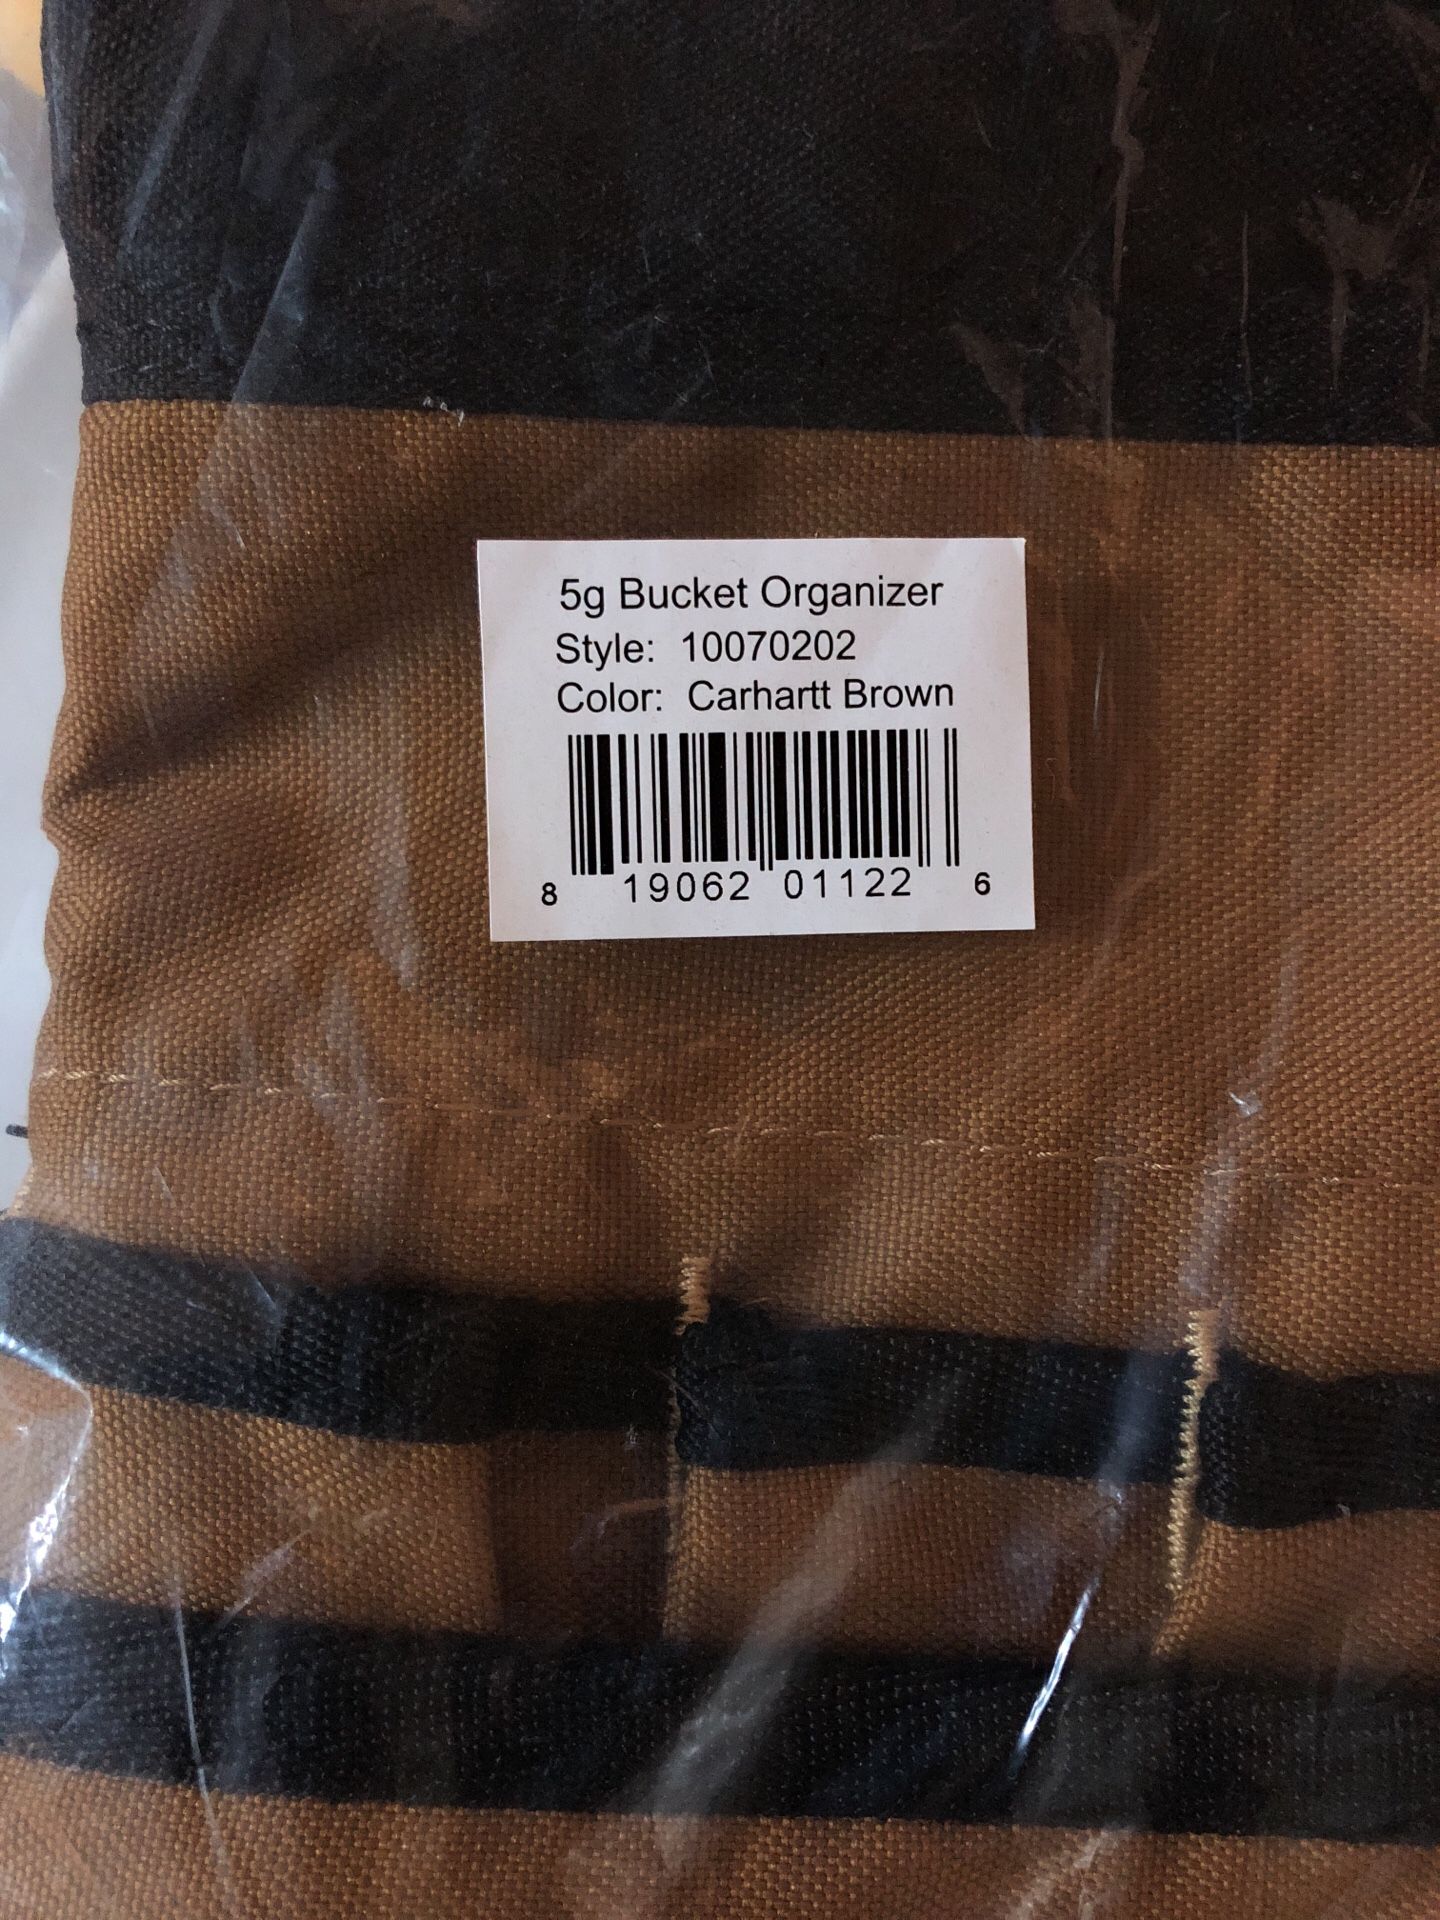 5g Bucket Organizer
Style: 10070202
Color: Carhartt Brown
8 19062 01122 6